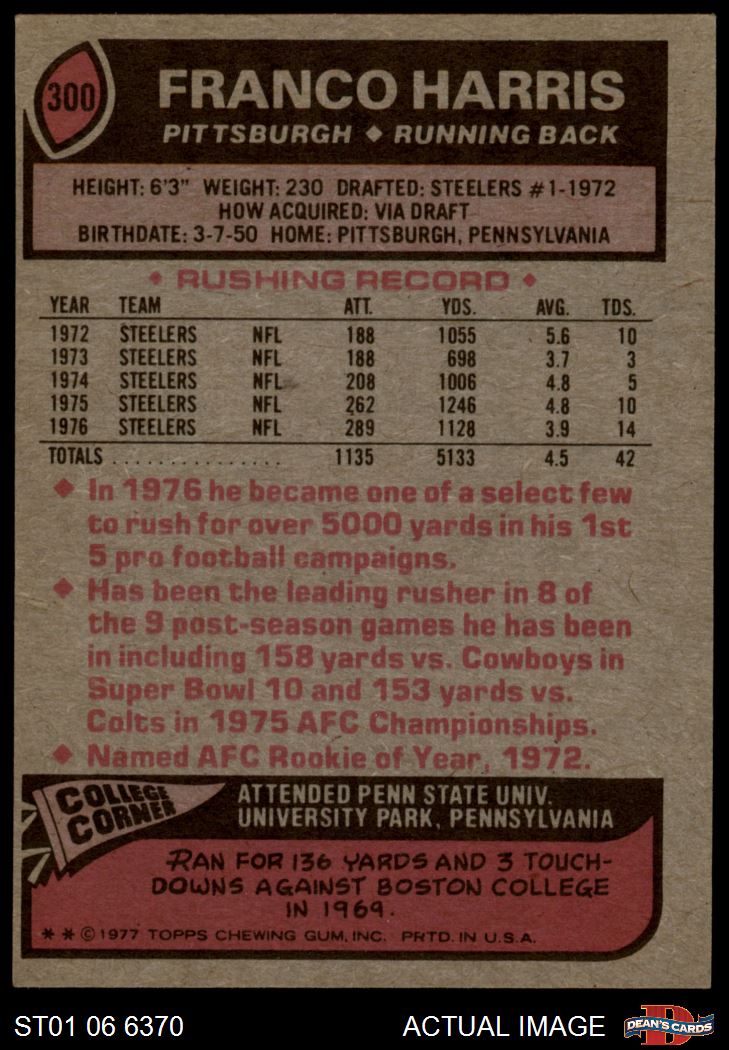 300
FRANCO HARRIS
PITTSBURGH ◆ RUNNING BACK
HEIGHT: 6'3" WEIGHT: 230 DRAFTED: STEELERS #1-1972
HOW ACQUIRED: VIA DRAFT
BIRTHDATE: 3-7-50 HOME: PITTSBURGH, PENNSYLVANIA
◆ RUSHING RECORD ◆
YEAR TEAM ATT. YDS. AVG. TDS.
1972 STEELERS NFL 188 1055 5.6 10
1973 STEELERS NFL 188 698 3.7 3
1974 STEELERS NFL 208 1006 4.8 5
1975 STEELERS NFL 262 1246 4.8 10
1976 STEELERS NFL 289 1128 3.9 14
TOTALS ................ 1135 5133 4.5 42
◆ In 1976 he became one of a select few
to rush for over 5000 yards in his 1st
5 pro football campaigns.
◆ Has been the leading rusher in 8 of
the 9 post-season games he has been
in including 158 yards vs. Cowboys in
Super Bowl 10 and 153 yards vs.
Colts in 1975 AFC Championships.
◆ Named AFC Rookie of Year, 1972.
COLLEGE
CORNER
ATTENDED PENN STATE UNIV.
UNIVERSITY PARK, PENNSYLVANIA
RAN FOR 136 YARDS AND 3 TOUCH-
DOWNS AGAINST BOSTON COLLEGE
IN 1969.
* * © 1977 TOPPS CHEWING GUM, INC. PRTD. IN U.S.A.
ST01 06 6370
ACTUAL IMAGE
D
DEAN'S CARDS